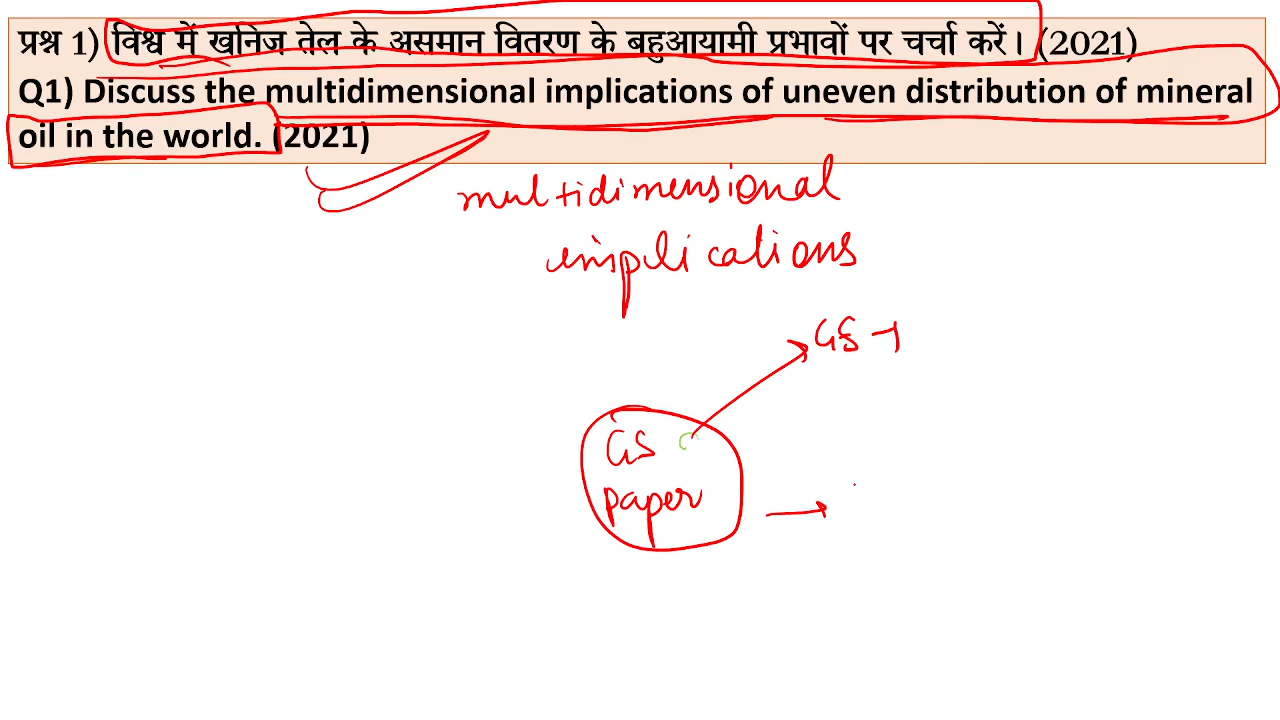 प्रश्न 1) विश्व में खनिज तेल के असमान वितरण के बहुआयामी प्रभावों पर चर्चा करें। (2021)
Q1) Discuss the multidimensional implications of uneven distribution of mineral
oil in the world. (2021)
multidimensional
implications
GS-1
GS
paper